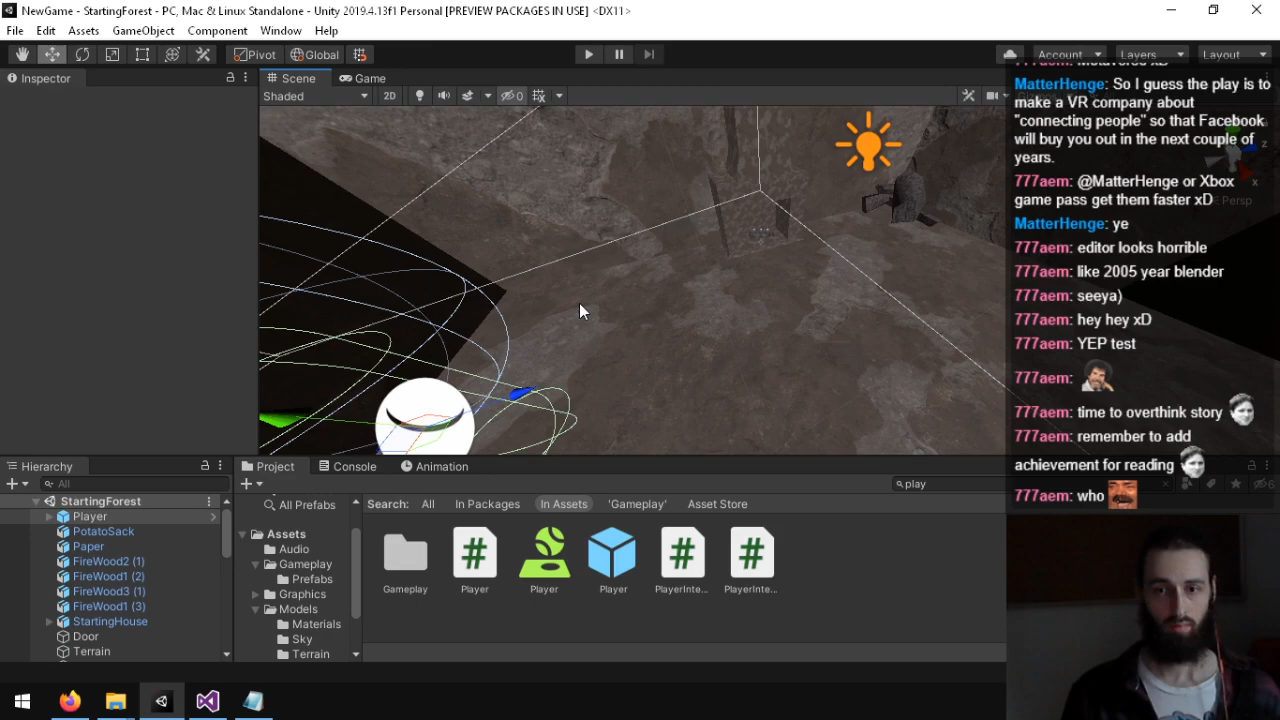 NewGame - StartingForest - PC, Mac & Linux Standalone - Unity 2019.4.13f1 Personal [PREVIEW PACKAGES IN USE] <DX11>
File Edit Assets GameObject Component Window Help
Pivot Global Account Layers Layout
Inspector
Scene Game
Shaded 2D 0
Persp
MatterHenge: So I guess the play is to
make a VR company about
"connecting people" so that Facebook
will buy you out in the next couple of
years.
777aem: @MatterHenge or Xbox
game pass get them faster xD
MatterHenge: ye
777aem: editor looks horrible
777aem: like 2005 year blender
777aem: seeya)
777aem: hey hey xD
777aem: YEP test
777aem:
777aem: time to overthink story
777aem: remember to add
achievement for reading
777aem: who
Hierarchy
All
StartingForest
Player
PotatoSack
Paper
FireWood2 (1)
FireWood1 (2)
FireWood3 (1)
FireWood1 (3)
StartingHouse
Door
Terrain
Project Console Animation
play
All Prefabs
Assets
Audio
Gameplay
Prefabs
Graphics
Models
Materials
Sky
Terrain
Search: All In Packages In Assets 'Gameplay' Asset Store
Gameplay Player Player Player PlayerInte... PlayerInte...